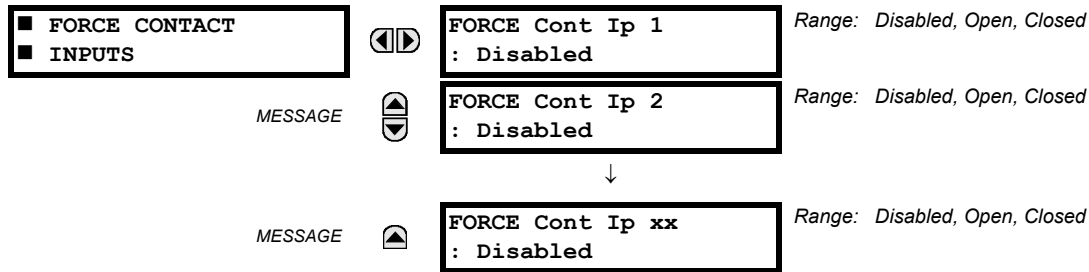 ■ FORCE CONTACT
■ INPUTS
FORCE Cont Ip 1
: Disabled
Range: Disabled, Open, Closed
MESSAGE
FORCE Cont Ip 2
: Disabled
Range: Disabled, Open, Closed
↓
MESSAGE
FORCE Cont Ip xx
: Disabled
Range: Disabled, Open, Closed